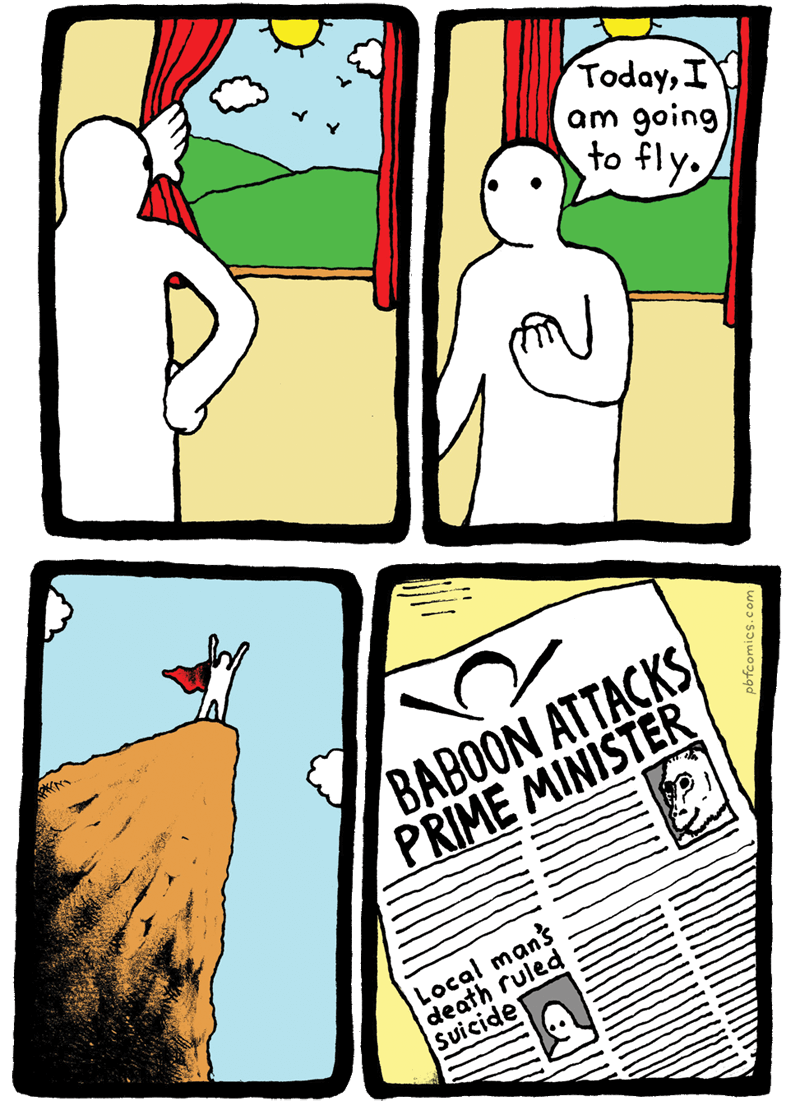 Today, I
am going
to fly.
pbfcomics.com
BABOON ATTACKS
PRIME MINISTER
Local man's
death ruled
suicide